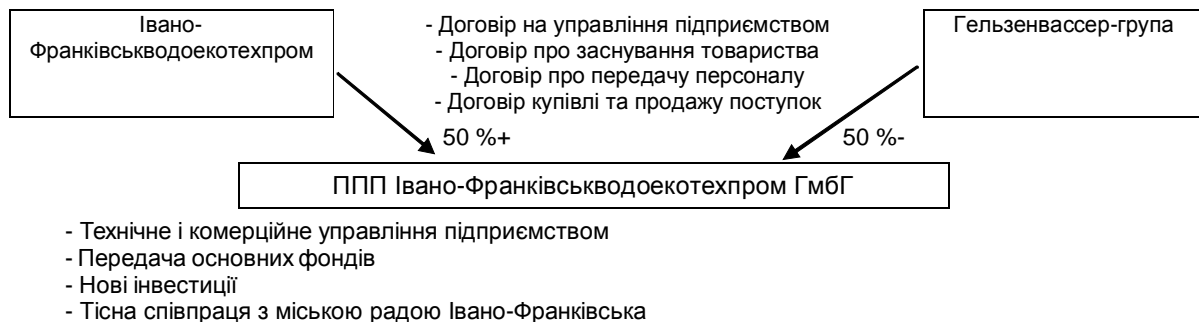 Івано-
Франківськводоекотехпром
- Договір на управління підприємством
- Договір про заснування товариства
- Договір про передачу персоналу
- Договір купівлі та продажу поступок
Гельзенвассер-група
50 %+
50 %-
ППП Івано-Франківськводоекотехпром ГмбГ
- Технічне і комерційне управління підприємством
- Передача основних фондів
- Нові інвестиції
- Тісна співпраця з міською радою Івано-Франківська